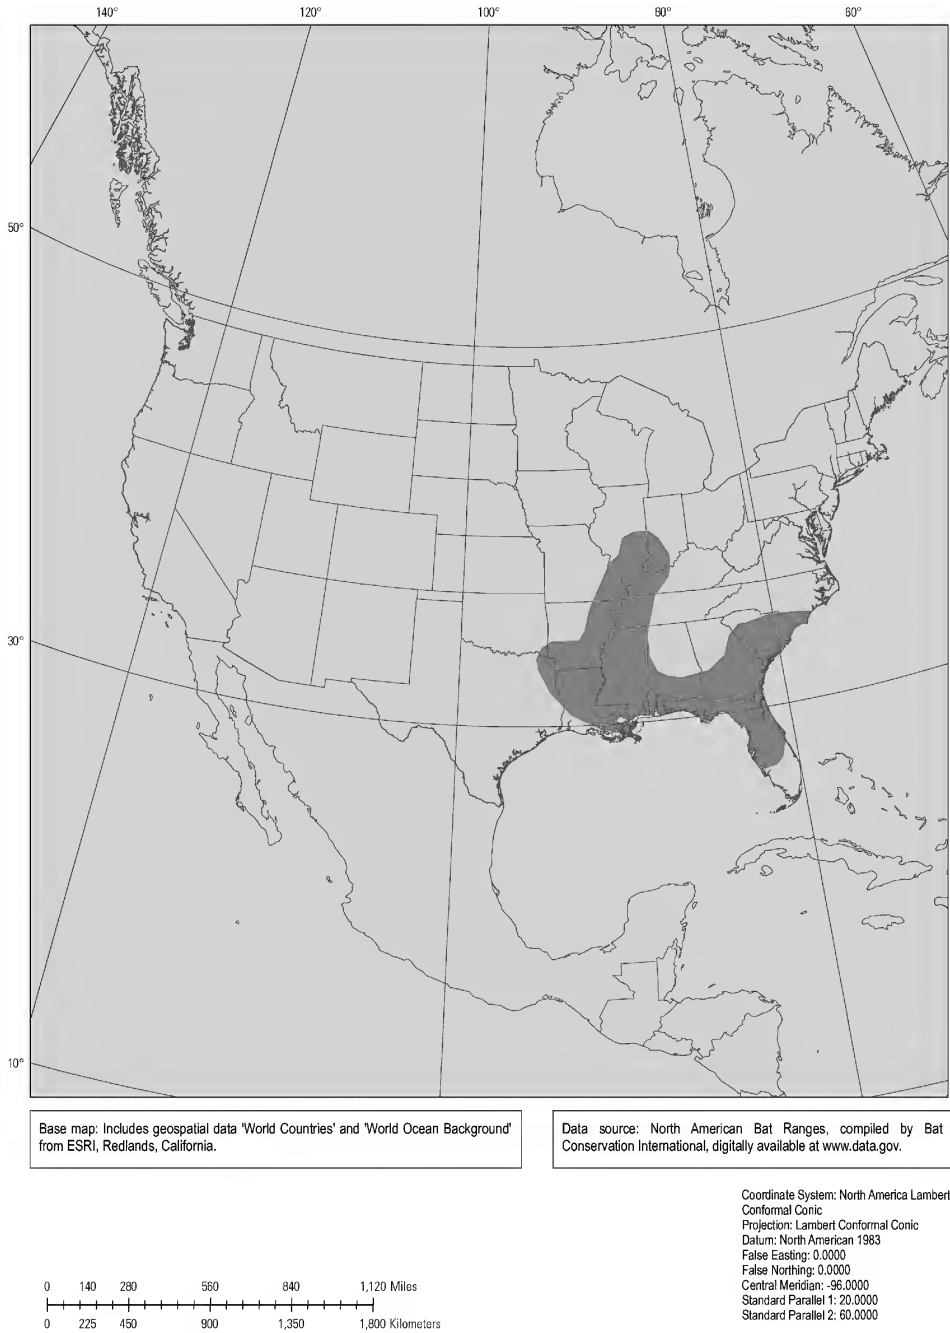 140°
120°
100°
80°
60°
50°
30°
10°
Base map: Includes geospatial data 'World Countries' and 'World Ocean Background'
from ESRI, Redlands, California.
Data source: North American Bat Ranges, compiled by Bat
Conservation International, digitally available at www.data.gov.
Coordinate System: North America Lambert
Conformal Conic
Projection: Lambert Conformal Conic
Datum: North American 1983
False Easting: 0.0000
False Northing: 0.0000
Central Meridian: -96.0000
Standard Parallel 1: 20.0000
Standard Parallel 2: 60.0000
0 140 280 560 840 1,120 Miles
0 225 450 900 1,350 1,800 Kilometers